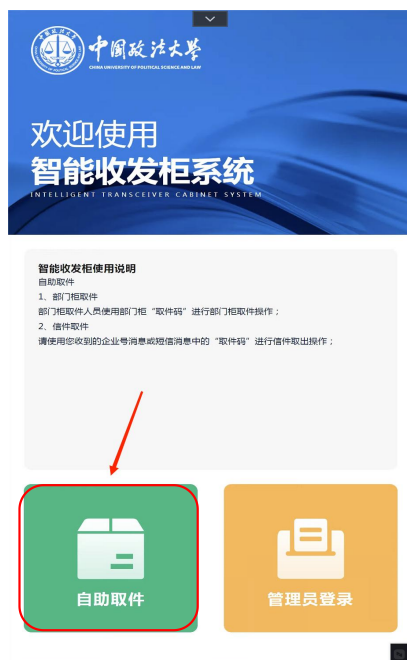 中国政法大学
CHINA UNIVERSITY OF POLITICAL SCIENCE AND LAW
欢迎使用
智能收发柜系统
INTELLIGENT TRANSCEIVER CABINET SYSTEM
智能收发柜使用说明
自助取件
1、部门柜取件
部门柜取件人员使用部门柜“取件码”进行部门柜取件操作；
2、信件取件
请使用您收到的企业号消息或短信消息中的“取件码”进行信件取出操作；
自助取件
管理员登录